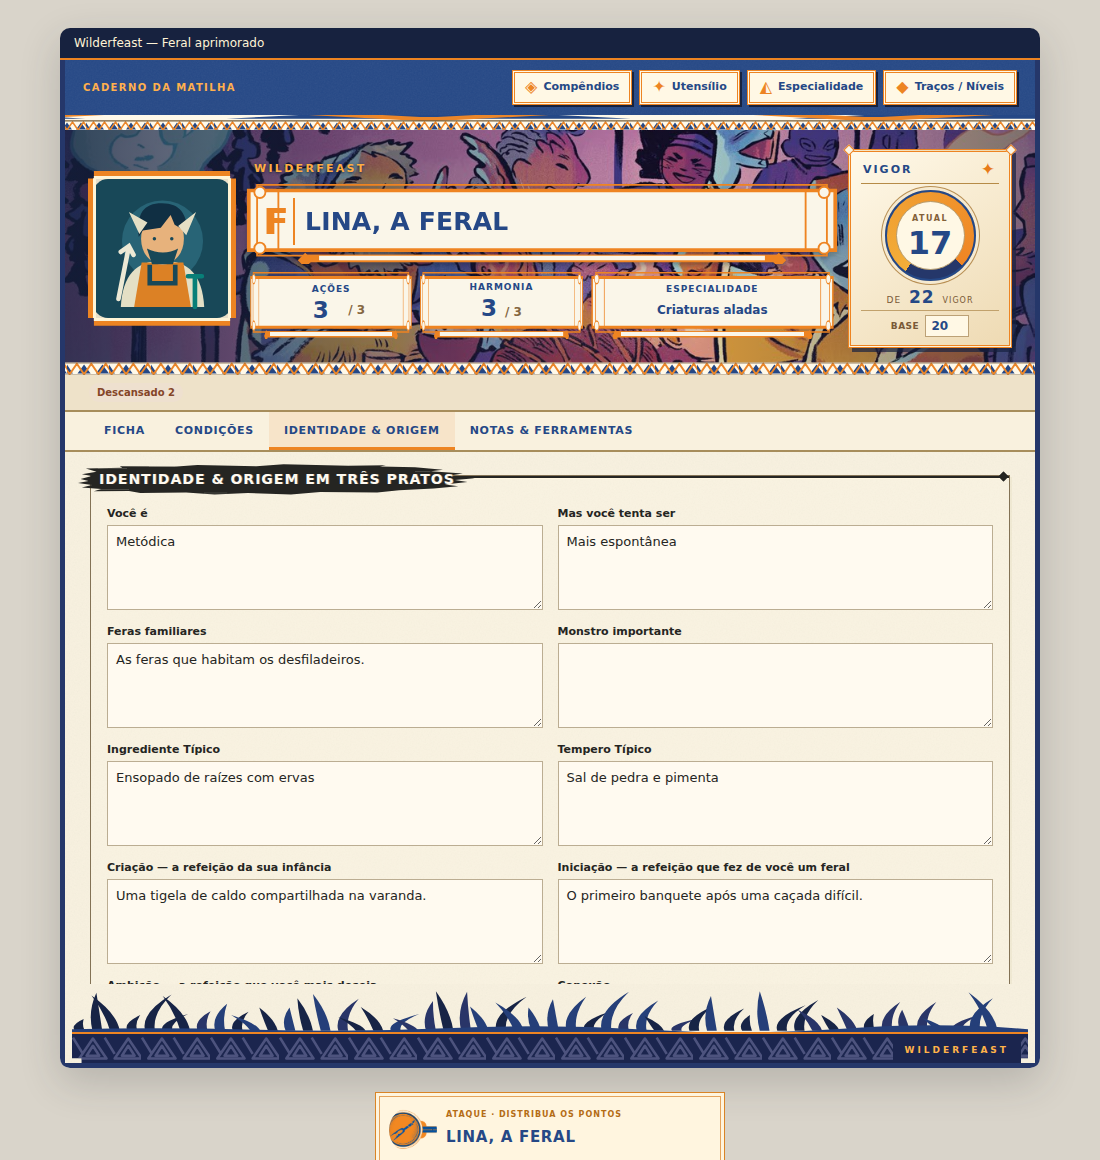 Wilderfeast — Feral aprimorado
CADERNO DA MATILHA
Compêndios
Utensílio
Especialidade
Traços / Níveis
WILDERFEAST
F
LINA, A FERAL
AÇÕES
3 / 3
HARMONIA
3 / 3
ESPECIALIDADE
Criaturas aladas
VIGOR
ATUAL
17
DE 22 VIGOR
BASE 20
Descansado 2
FICHA
CONDIÇÕES
IDENTIDADE & ORIGEM
NOTAS & FERRAMENTAS
IDENTIDADE & ORIGEM EM TRÊS PRATOS
Você é
Mas você tenta ser
Metódica
Mais espontânea
Feras familiares
Monstro importante
As feras que habitam os desfiladeiros.
Ingrediente Típico
Tempero Típico
Ensopado de raízes com ervas
Sal de pedra e pimenta
Criação — a refeição da sua infância
Iniciação — a refeição que fez de você um feral
Uma tigela de caldo compartilhada na varanda.
O primeiro banquete após uma caçada difícil.
WILDERFEAST
ATAQUE · DISTRIBUA OS PONTOS
LINA, A FERAL